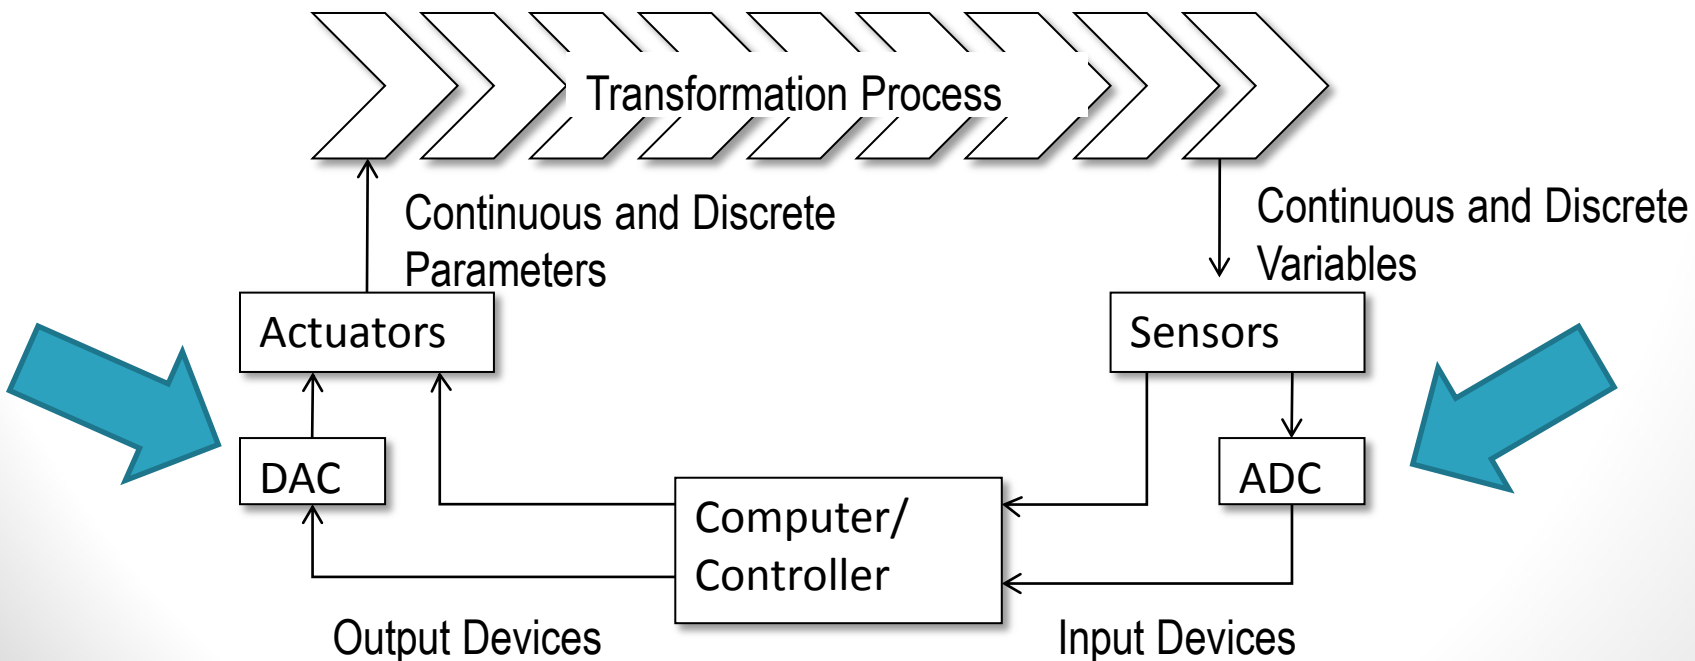 Transformation Process
Continuous and Discrete
Parameters
Continuous and Discrete
Variables
Actuators
Sensors
DAC
ADC
Computer/
Controller
Output Devices
Input Devices